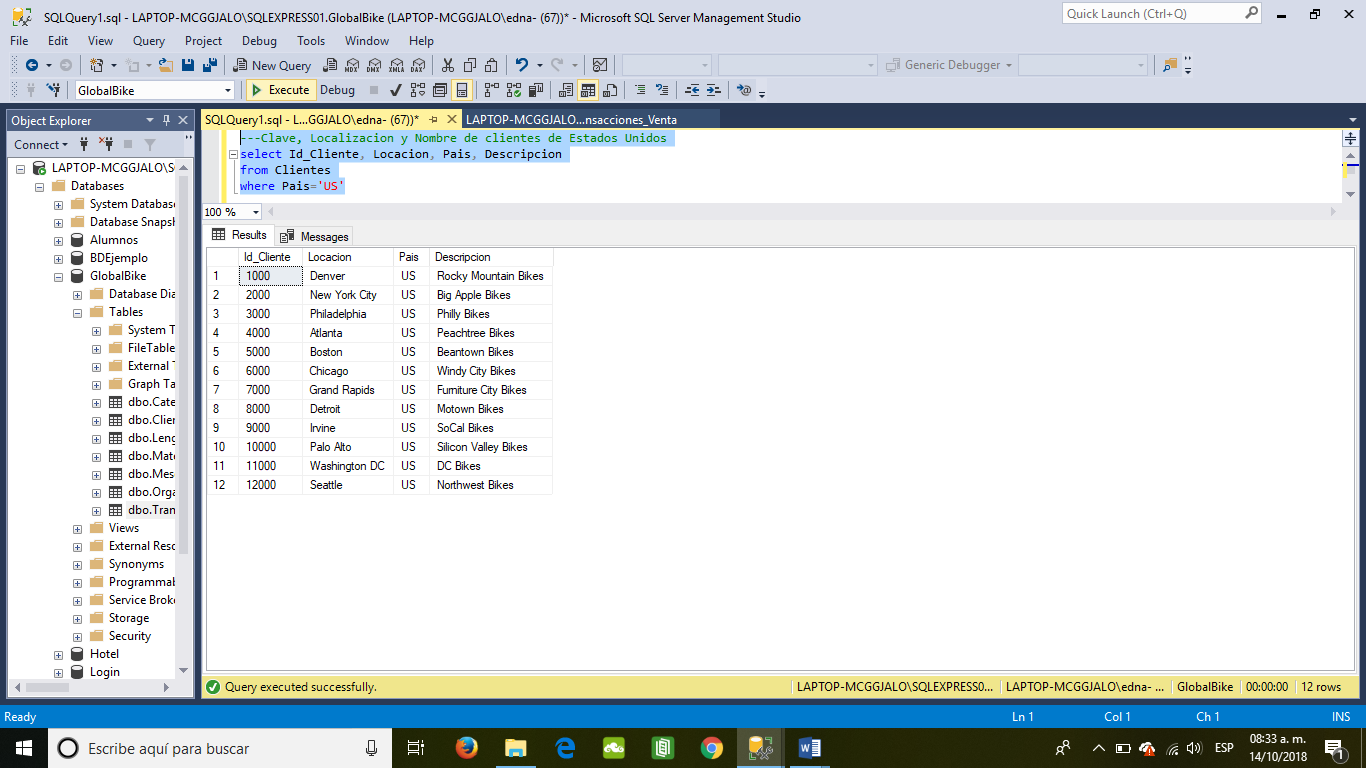 SQLQuery1.sql - LAPTOP-MCGGJALO\SQLEXPRESS01.GlobalBike (LAPTOP-MCGGJALO\edna- (67))* - Microsoft SQL Server Management Studio
Quick Launch (Ctrl+Q)
File Edit View Query Project Debug Tools Window Help
New Query MDX DMX XMLA DAX Generic Debugger
GlobalBike Execute Debug
Object Explorer
SQLQuery1.sql - L...GGJALO\edna- (67))* LAPTOP-MCGGJALO...nsacciones_Venta
Connect
LAPTOP-MCGGJALO\S
Databases
System Databas
Database Snapsh
Alumnos
BDEjemplo
GlobalBike
Database Dia
Tables
System T
FileTable
External T
Graph Ta
dbo.Cate
dbo.Clien
dbo.Leng
dbo.Mate
dbo.Mes
dbo.Orga
dbo.Tran
Views
External Resc
Synonyms
Programmab
Service Broke
Storage
Security
Hotel
Login
---Clave, Localizacion y Nombre de clientes de Estados Unidos
select Id_Cliente, Locacion, Pais, Descripcion
from Clientes
where Pais='US'
100 %
Results Messages
Id_Cliente Locacion Pais Descripcion
1 1000 Denver US Rocky Mountain Bikes
2 2000 New York City US Big Apple Bikes
3 3000 Philadelphia US Philly Bikes
4 4000 Atlanta US Peachtree Bikes
5 5000 Boston US Beantown Bikes
6 6000 Chicago US Windy City Bikes
7 7000 Grand Rapids US Furniture City Bikes
8 8000 Detroit US Motown Bikes
9 9000 Irvine US SoCal Bikes
10 10000 Palo Alto US Silicon Valley Bikes
11 11000 Washington DC US DC Bikes
12 12000 Seattle US Northwest Bikes
Query executed successfully. LAPTOP-MCGGJALO\SQLEXPRESS0... LAPTOP-MCGGJALO\edna- ... GlobalBike 00:00:00 12 rows
Ready Ln 1 Col 1 Ch 1 INS
Escribe aquí para buscar
ESP
08:33 a. m.
14/10/2018
1